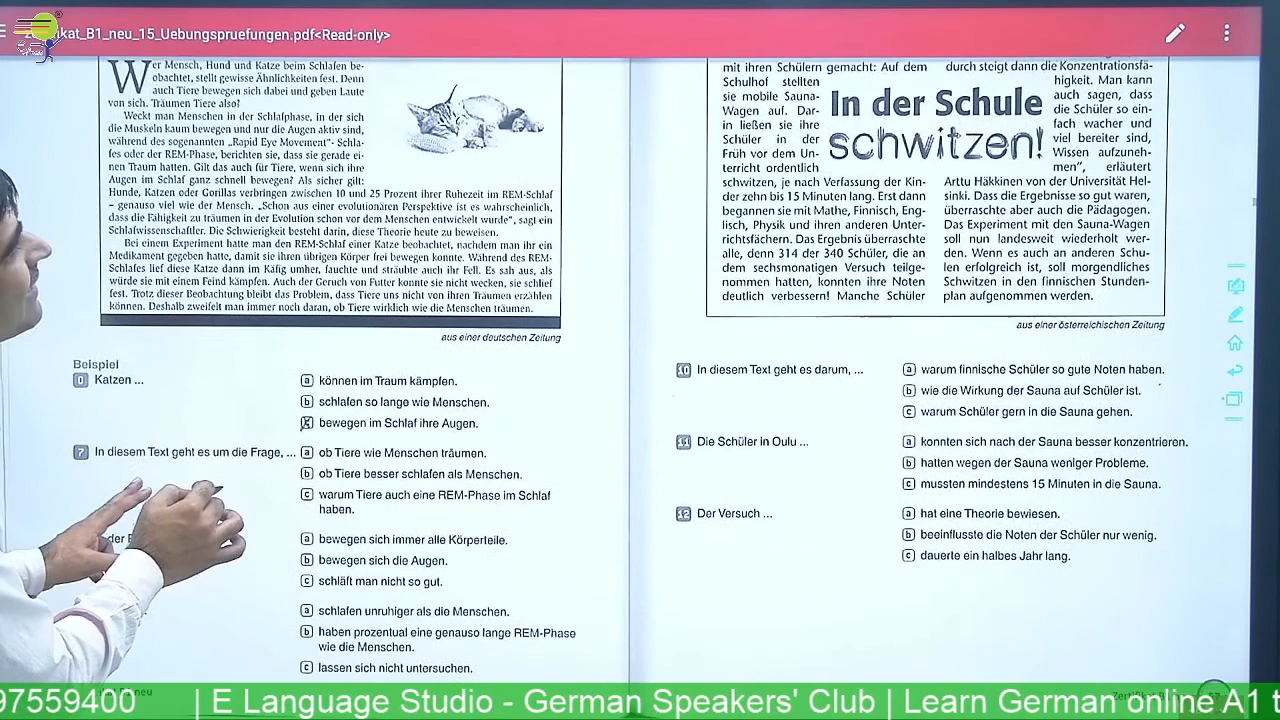 ikat_B1_neu_15_Uebungspruefungen.pdf<Read-only>
Wer Mensch, Hund und Katze beim Schlafen be-
obachtet, stellt gewisse Ähnlichkeiten fest. Denn
auch Tiere bewegen sich dabei und geben Laute
von sich. Träumen Tiere also?
Weckt man Menschen in der Schlafphase, in der sich
die Muskeln kaum bewegen und nur die Augen aktiv sind,
während des sogenannten „Rapid Eye Movement"- Schla-
fes oder der REM-Phase, berichten sie, dass sie gerade ei-
nen Traum hatten. Gilt das auch für Tiere, wenn sich ihre
Augen im Schlaf ganz schnell bewegen? Als sicher gilt:
Hunde, Katzen oder Gorillas verbringen zwischen 10 und 25 Prozent ihrer Ruhezeit im REM-Schlaf
– genauso viel wie der Mensch. „Schon aus einer evolutionären Perspektive ist es wahrscheinlich,
dass die Fähigkeit zu träumen in der Evolution schon vor dem Menschen entwickelt wurde", sagt ein
Schlafwissenschaftler. Die Schwierigkeit besteht darin, diese Theorie heute zu beweisen.
Bei einem Experiment hatte man den REM-Schlaf einer Katze beobachtet, nachdem man ihr ein
Medikament gegeben hatte, damit sie ihren übrigen Körper frei bewegen konnte. Während des REM-
Schlafes lief diese Katze dann im Käfig umher, fauchte und sträubte auch ihr Fell. Es sah aus, als
würde sie mit einem Feind kämpfen. Auch der Geruch von Futter konnte sie nicht wecken, sie schlief
fest. Trotz dieser Beobachtung bleibt das Problem, dass Tiere uns nicht von ihren Träumen erzählen
können. Deshalb zweifelt man immer noch daran, ob Tiere wirklich wie die Menschen träumen.
aus einer deutschen Zeitung
Beispiel
0 Katzen ...
a können im Traum kämpfen.
b schlafen so lange wie Menschen.
c bewegen im Schlaf ihre Augen.
7 In diesem Text geht es um die Frage, ...
a ob Tiere wie Menschen träumen.
b ob Tiere besser schlafen als Menschen.
c warum Tiere auch eine REM-Phase im Schlaf
haben.
der
a bewegen sich immer alle Körperteile.
b bewegen sich die Augen.
c schläft man nicht so gut.
a schlafen unruhiger als die Menschen.
b haben prozentual eine genauso lange REM-Phase
wie die Menschen.
c lassen sich nicht untersuchen.
mit ihren Schülern gemacht: Auf dem
Schulhof stellten
sie mobile Sauna-
Wagen auf. Dar-
in ließen sie ihre
Schüler in der
Früh vor dem Un-
terricht ordentlich
schwitzen, je nach Verfassung der Kin-
der zehn bis 15 Minuten lang. Erst dann
begannen sie mit Mathe, Finnisch, Eng-
lisch, Physik und ihren anderen Unter-
richtsfächern. Das Ergebnis überraschte
alle, denn 314 der 340 Schüler, die an
dem sechsmonatigen Versuch teilge-
nommen hatten, konnten ihre Noten
deutlich verbessern! Manche Schüler
In der Schule
schwitzen!
durch steigt dann die Konzentrationsfä-
higkeit. Man kann
auch sagen, dass
die Schüler so ein-
fach wacher und
viel bereiter sind,
Wissen aufzuneh-
men", erläutert
Arttu Häkkinen von der Universität Hel-
sinki. Dass die Ergebnisse so gut waren,
überraschte aber auch die Pädagogen.
Das Experiment mit den Sauna-Wagen
soll nun landesweit wiederholt wer-
den. Wenn es auch an anderen Schu-
len erfolgreich ist, soll morgendliches
Schwitzen in den finnischen Stunden-
plan aufgenommen werden.
aus einer österreichischen Zeitung
10 In diesem Text geht es darum, ...
a warum finnische Schüler so gute Noten haben.
b wie die Wirkung der Sauna auf Schüler ist.
c warum Schüler gern in die Sauna gehen.
11 Die Schüler in Oulu ...
a konnten sich nach der Sauna besser konzentrieren.
b hatten wegen der Sauna weniger Probleme.
c mussten mindestens 15 Minuten in die Sauna.
12 Der Versuch ...
a hat eine Theorie bewiesen.
b beeinflusste die Noten der Schüler nur wenig.
c dauerte ein halbes Jahr lang.
97559400 | E Language Studio - German Speakers' Club | Learn German online A1 t